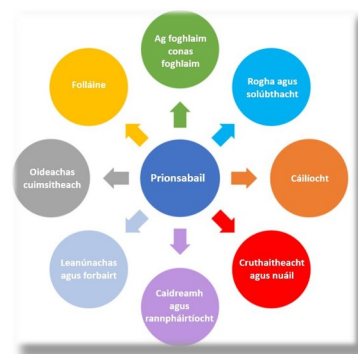 Ag foghlaim
conas
foghlaim
Rogha agus
solúbthacht
Cáilíocht
Cruthaitheacht
agus nuáil
Caidreamh
agus
rannpháirtíocht
Leanúnachas
agus forbairt
Oideachas
cuimsitheach
Folláine
Prionsabail